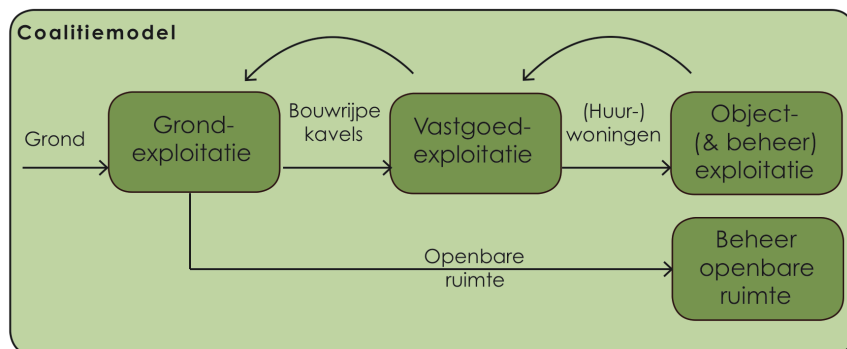 Coalitiemodel
Grond
Grond-
exploitatie
Bouwrijpe
kavels
Vastgoed-
exploitatie
(Huur-)
woningen
Object-
(& beheer)
exploitatie
Openbare
ruimte
Beheer
openbare
ruimte